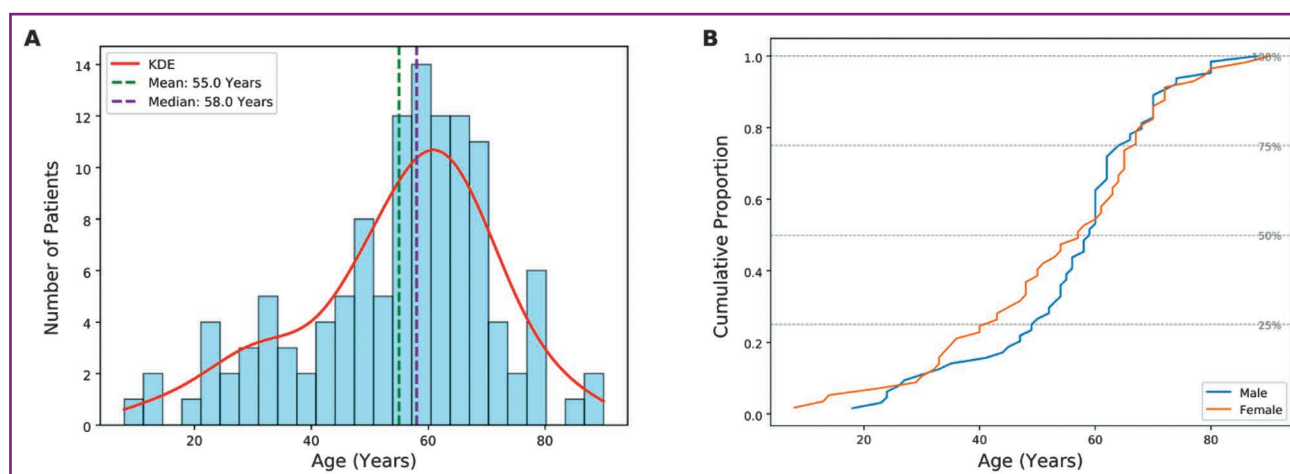 A
KDE
Mean: 55.0 Years
Median: 58.0 Years
14
12
10
8
6
4
2
0
Number of Patients
20
40
60
80
Age (Years)
B
1.0
0.8
0.6
0.4
0.2
0.0
Cumulative Proportion
100%
75%
50%
25%
Male
Female
20
40
60
80
Age (Years)